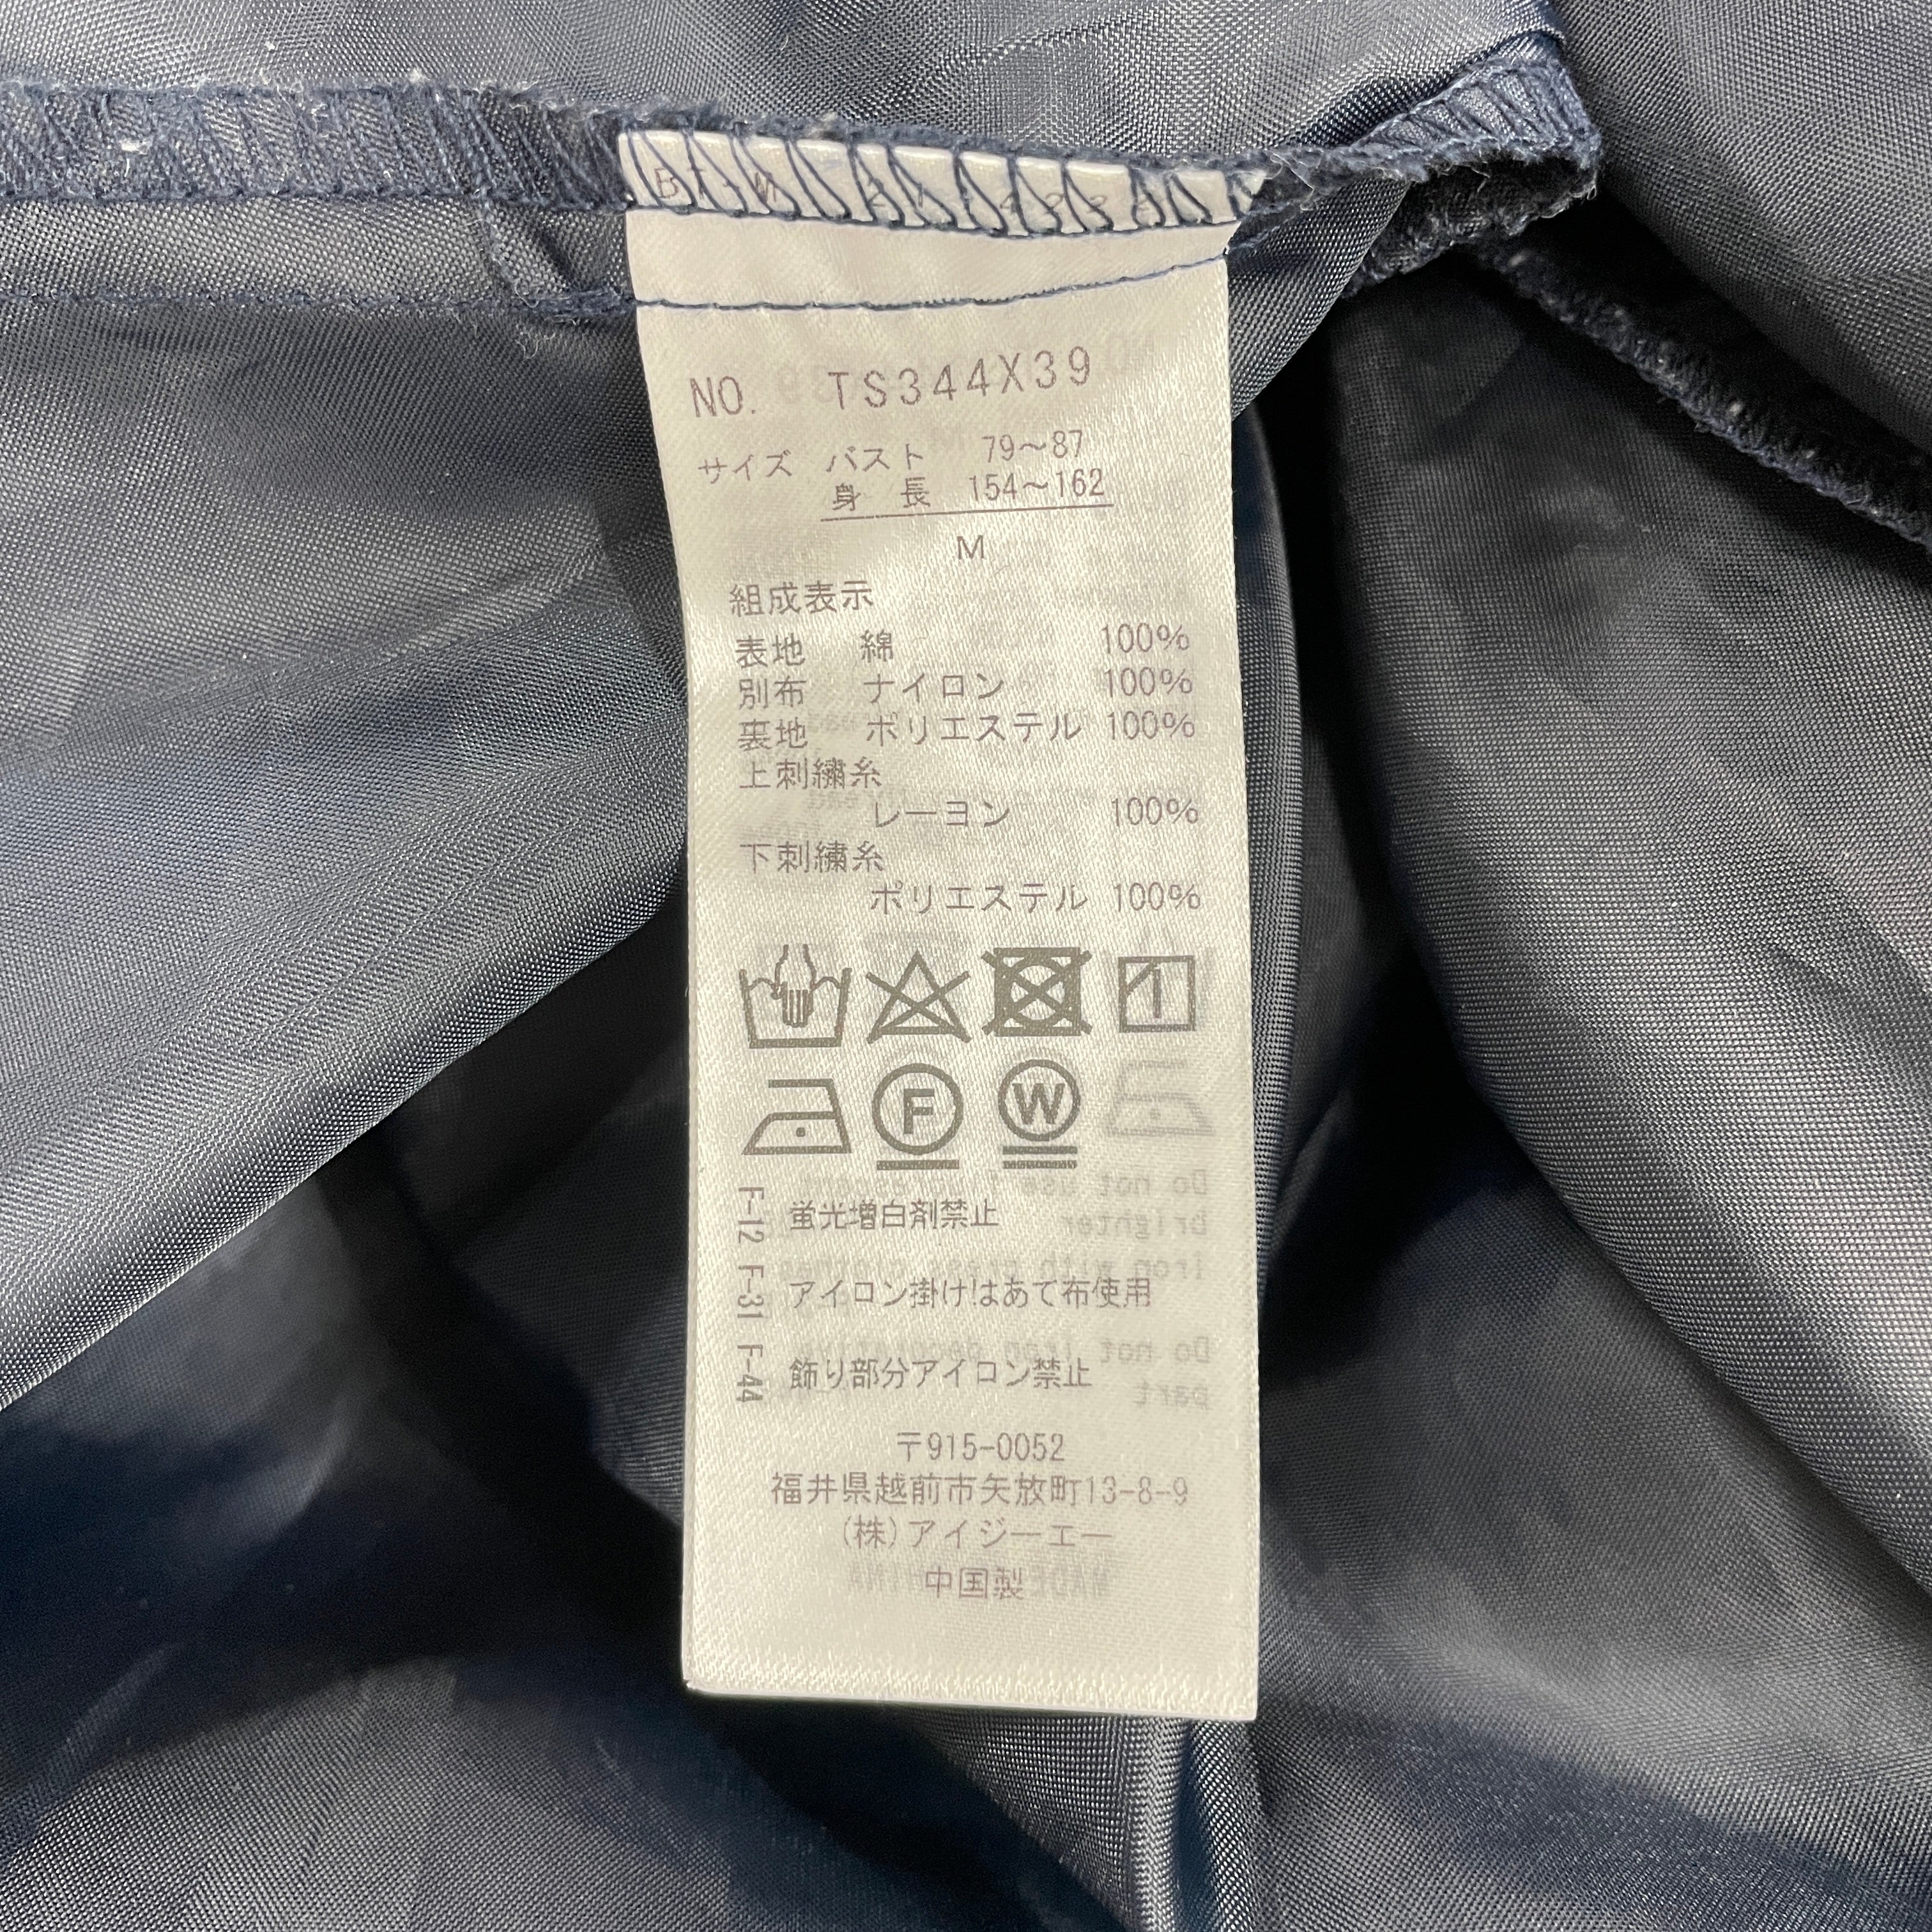 NO. TS344X39
サイズ バスト 79～87
身 長 154～162
M
組成表示
表地 綿 100%
別布 ナイロン 100%
裏地 ポリエステル 100%
上刺繍糸
レーヨン 100%
下刺繍糸
ポリエステル 100%
1
F W
F-12 F-31 F-44
蛍光増白剤禁止
アイロン掛けはあて布使用
飾り部分アイロン禁止
〒915-0052
福井県越前市矢放町13-8-9
(株)アイジーエー
中国製